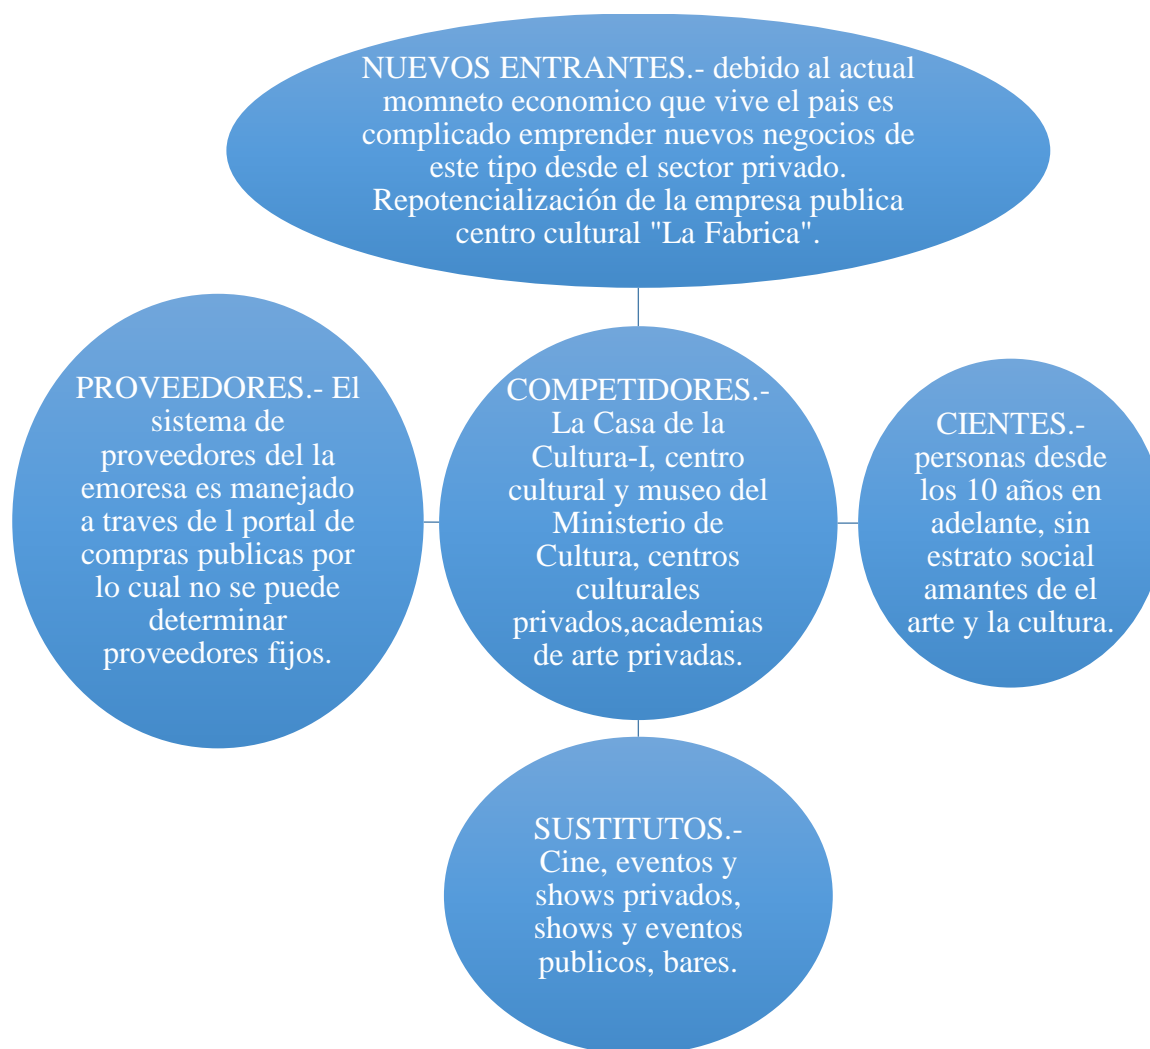 NUEVOS ENTRANTES.- debido al actual
momneto economico que vive el pais es
complicado emprender nuevos negocios de
este tipo desde el sector privado.
Repotencialización de la empresa publica
centro cultural "La Fabrica".
PROVEEDORES.- El
sistema de
proveedores del la
emoresa es manejado
a traves de l portal de
compras publicas por
lo cual no se puede
determinar
proveedores fijos.
COMPETIDORES.-
La Casa de la
Cultura-I, centro
cultural y museo del
Ministerio de
Cultura, centros
culturales
privados,academias
de arte privadas.
CIENTES.-
personas desde
los 10 años en
adelante, sin
estrato social
amantes de el
arte y la cultura.
SUSTITUTOS.-
Cine, eventos y
shows privados,
shows y eventos
publicos, bares.